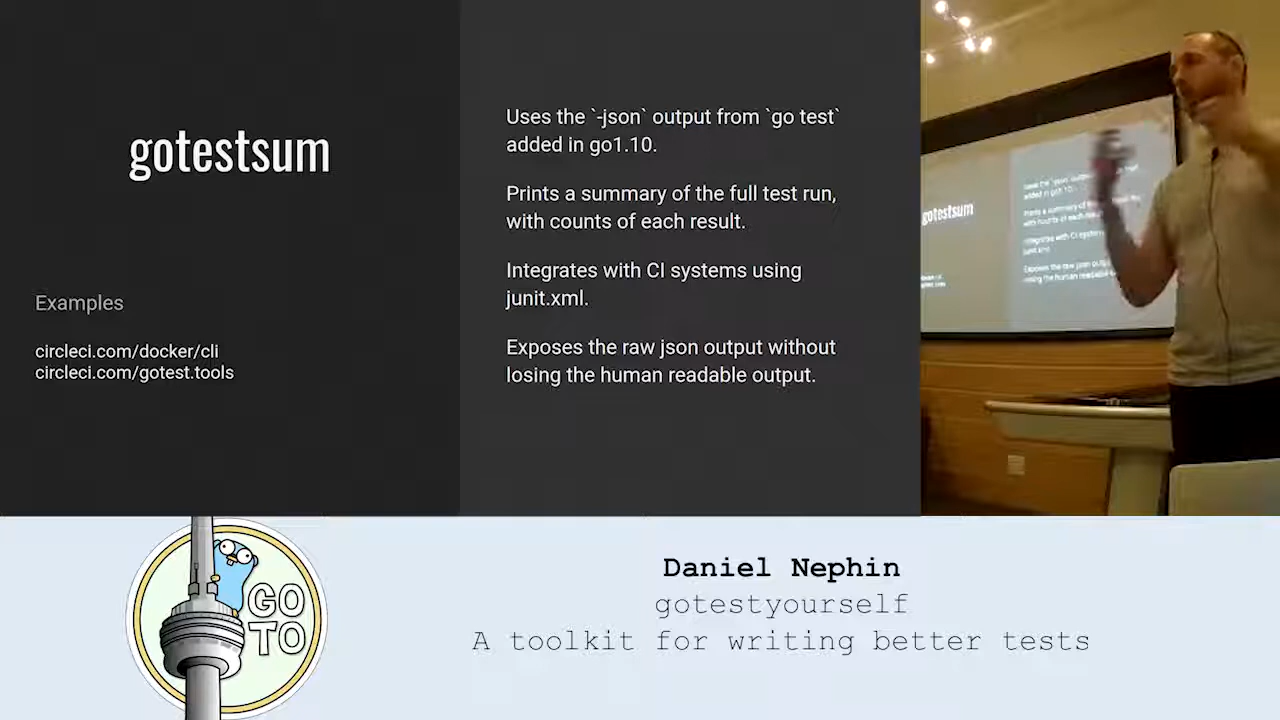 gotestsum
Examples
circleci.com/docker/cli
circleci.com/gotest.tools
Uses the `-json` output from `go test`
added in go1.10.
Prints a summary of the full test run,
with counts of each result.
Integrates with CI systems using
junit.xml.
Exposes the raw json output without
losing the human readable output.
gotestsum
GO
TO
Daniel Nephin
gotestyourself
A toolkit for writing better tests